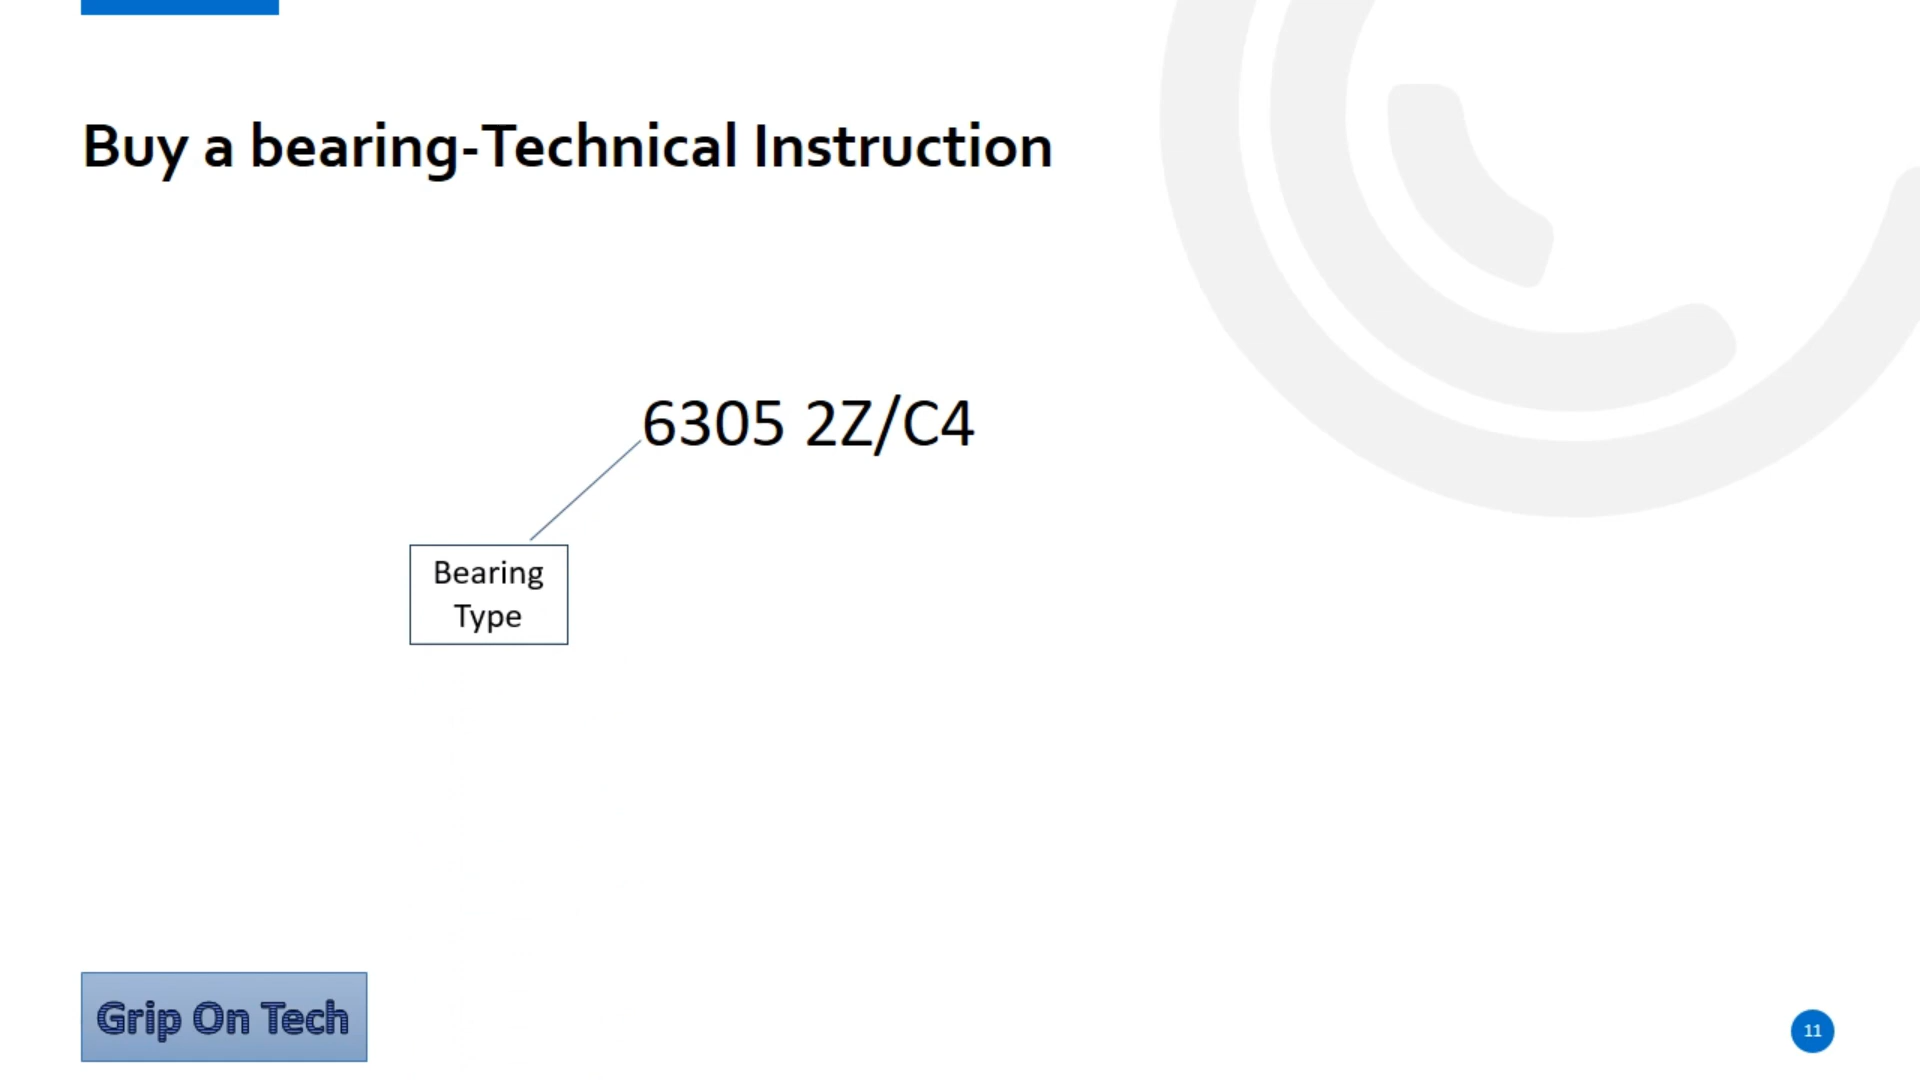 Buy a bearing-Technical Instruction
6305 2Z/C4
Bearing
Type
Grip On Tech
11